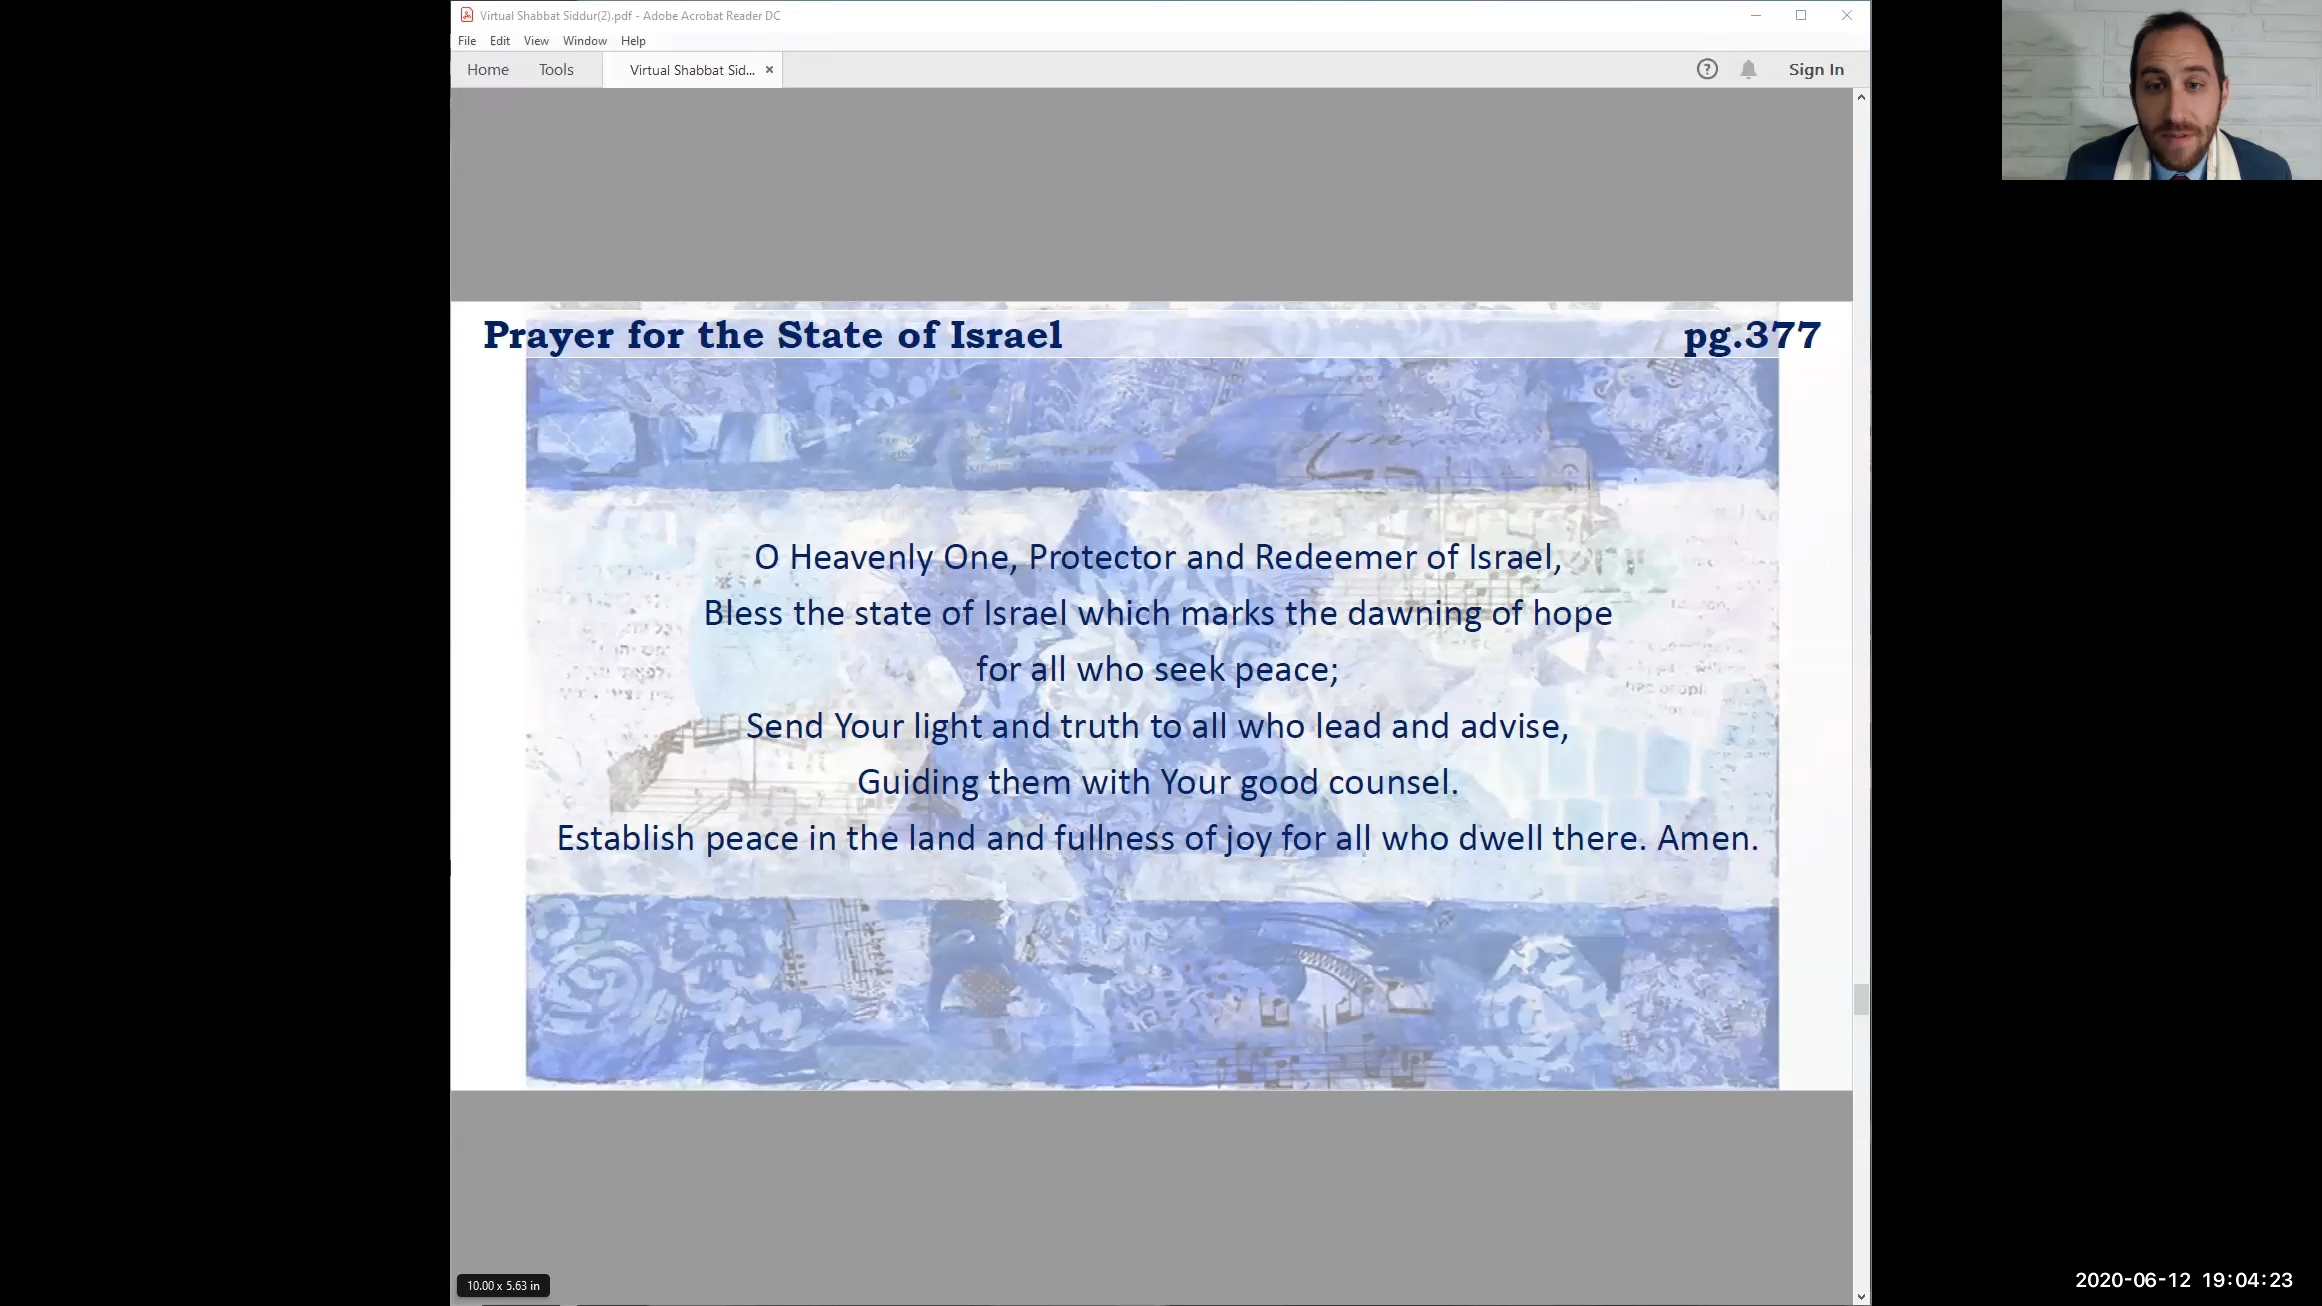 Virtual Shabbat Siddur(2).pdf - Adobe Acrobat Reader DC
File Edit View Window Help
Home Tools Virtual Shabbat Sid... × Sign In
Prayer for the State of Israel pg.377
O Heavenly One, Protector and Redeemer of Israel,
Bless the state of Israel which marks the dawning of hope
for all who seek peace;
Send Your light and truth to all who lead and advise,
Guiding them with Your good counsel.
Establish peace in the land and fullness of joy for all who dwell there. Amen.
10.00 x 5.63 in
2020-06-12 19:04:23